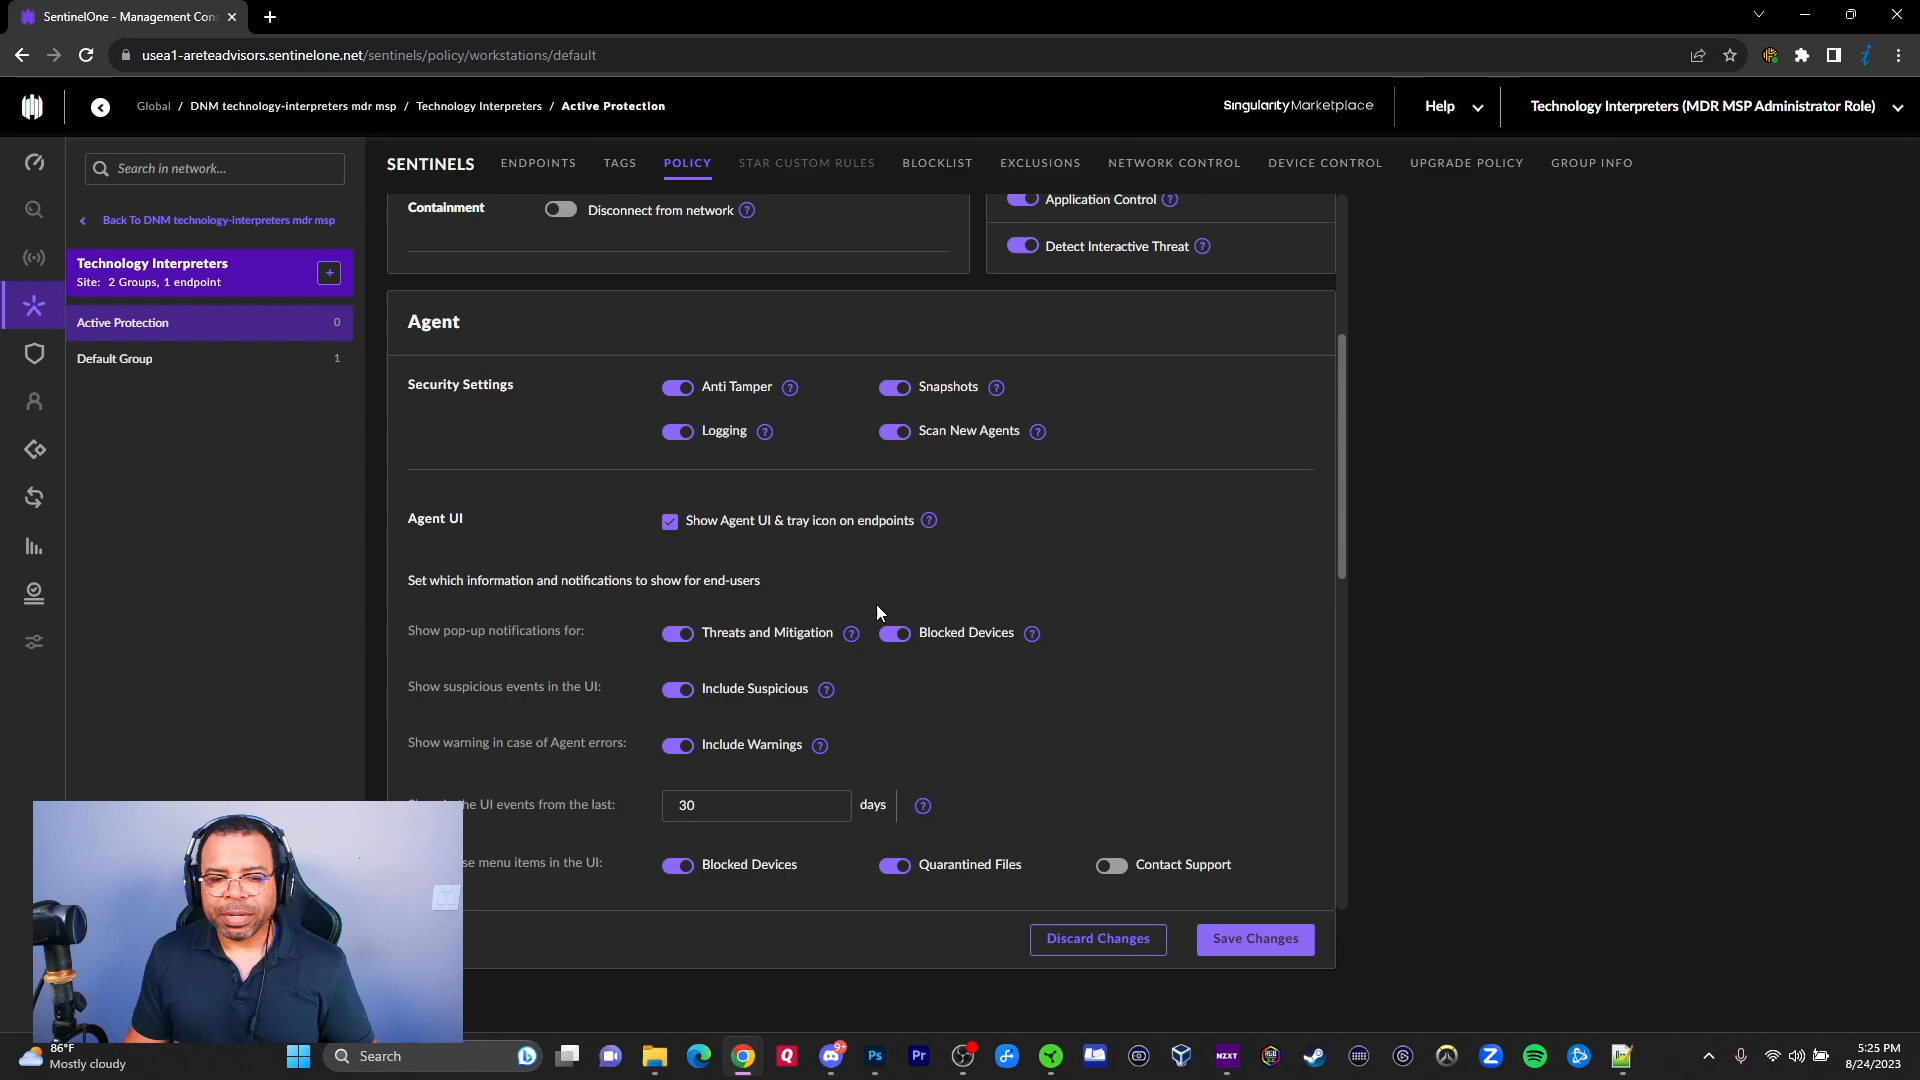 SentinelOne - Management Cons
usea1-areteadvisors.sentinelone.net/sentinels/policy/workstations/default
Global / DNM technology-interpreters mdr msp / Technology Interpreters / Active Protection
Singularity Marketplace
Help
Technology Interpreters (MDR MSP Administrator Role)
Search in network...
SENTINELS
ENDPOINTS
TAGS
POLICY
STAR CUSTOM RULES
BLOCKLIST
EXCLUSIONS
NETWORK CONTROL
DEVICE CONTROL
UPGRADE POLICY
GROUP INFO
Back To DNM technology-interpreters mdr msp
Technology Interpreters
Site: 2 Groups, 1 endpoint
+
Active Protection 0
Default Group 1
Containment
Disconnect from network ?
Application Control ?
Detect Interactive Threat ?
Agent
Security Settings
Anti Tamper ?
Snapshots ?
Logging ?
Scan New Agents ?
Agent UI
Show Agent UI & tray icon on endpoints ?
Set which information and notifications to show for end-users
Show pop-up notifications for:
Threats and Mitigation ?
Blocked Devices ?
Show suspicious events in the UI:
Include Suspicious ?
Show warning in case of Agent errors:
Include Warnings ?
he UI events from the last:
30
days ?
se menu items in the UI:
Blocked Devices
Quarantined Files
Contact Support
Discard Changes
Save Changes
86°F
Mostly cloudy
Search
9+
Ps
Pr
NZXT
5:25 PM
8/24/2023